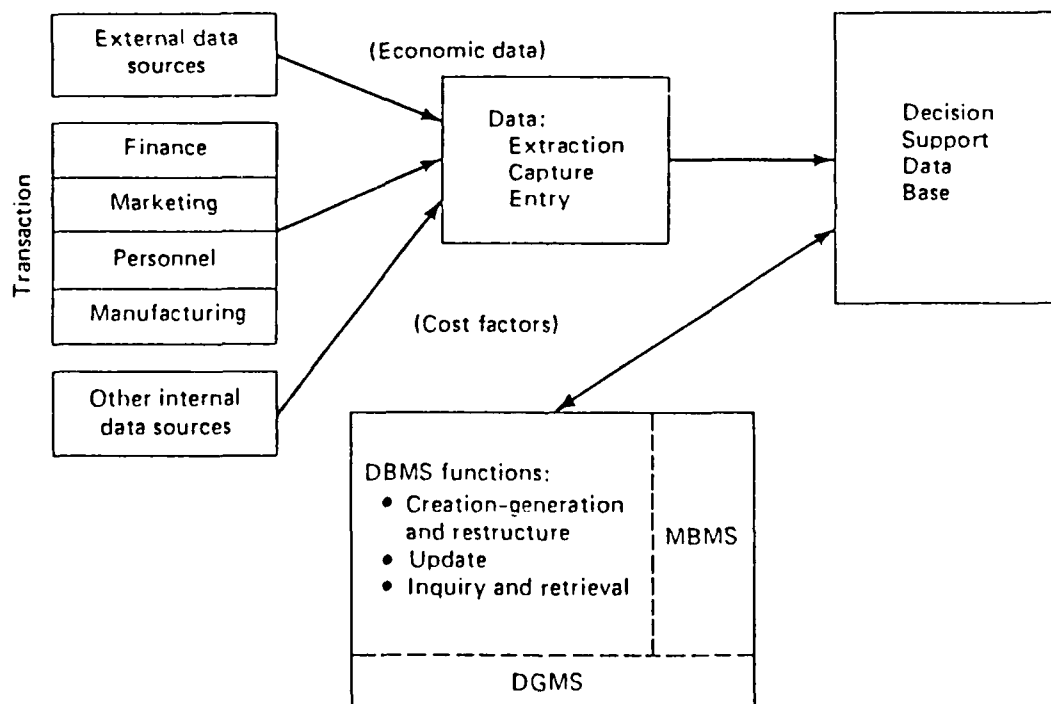 External data
sources
(Economic data)
Data:
Extraction
Capture
Entry
Decision
Support
Data
Base
Transaction
Finance
Marketing
Personnel
Manufacturing
(Cost factors)
Other internal
data sources
DBMS functions:
• Creation-generation
and restructure
• Update
• Inquiry and retrieval
MBMS
DGMS